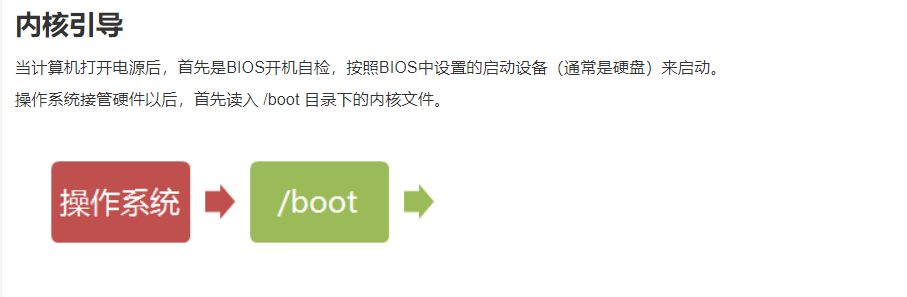 内核引导
当计算机打开电源后，首先是BIOS开机自检，按照BIOS中设置的启动设备（通常是硬盘）来启动。
操作系统接管硬件以后，首先读入 /boot 目录下的内核文件。
操作系统
/boot